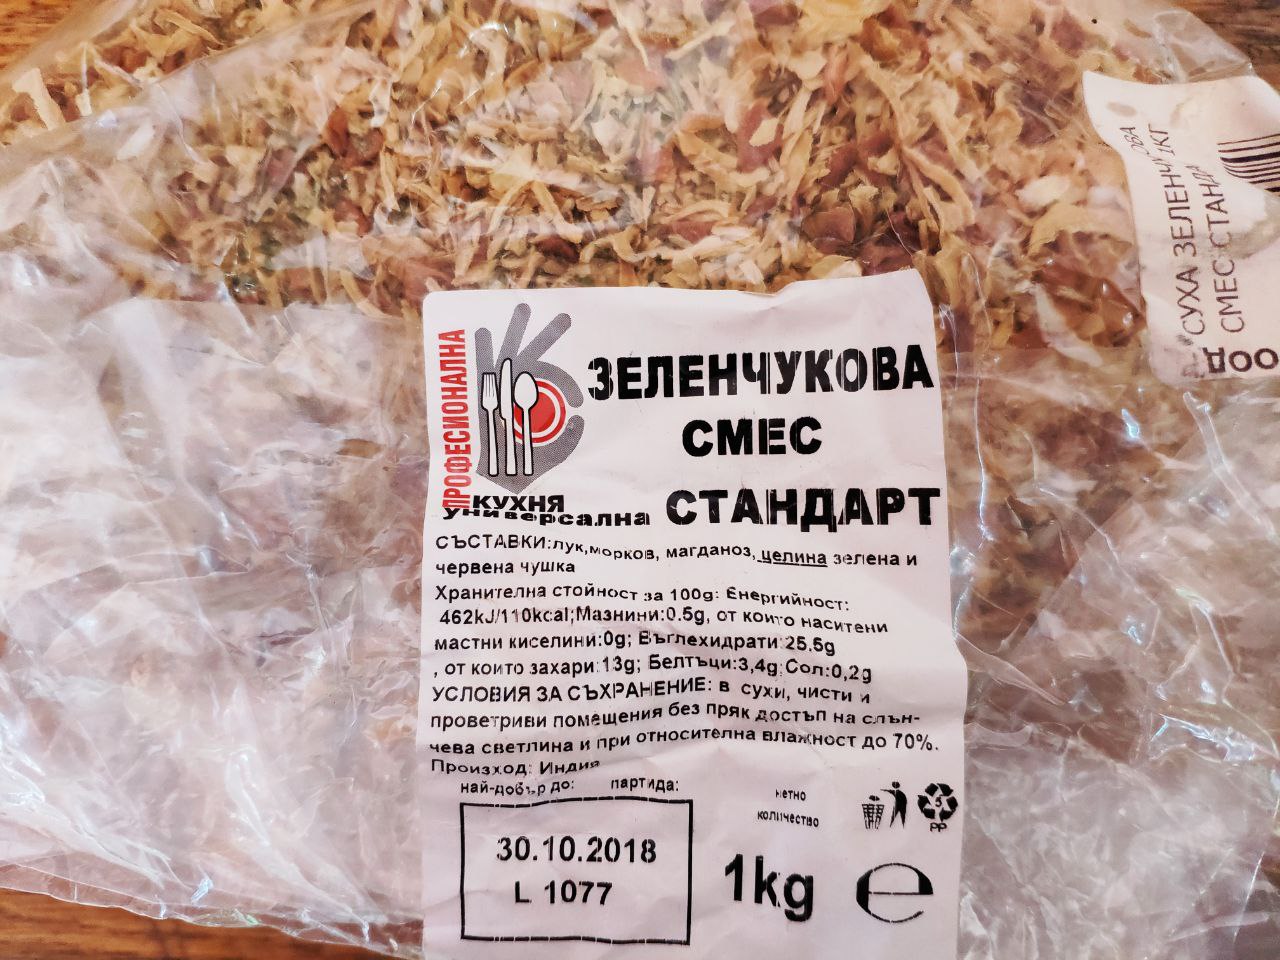 ПРОФЕСИОНАЛНА
КУХНЯ
универсална
ЗЕЛЕНЧУКОВА
СМЕС
СТАНДАРТ
СЪСТАВКИ:лук,морков, магданоз, целина зелена и
червена чушка
Хранителна стойност за 100g: Енергийност:
462kJ/110kcal;Мазнини:0.5g, от които наситени
мастни киселини:0g; Въглехидрати:25.5g
, от които захари:13g; Белтъци:3,4g;Сол:0,2g
УСЛОВИЯ ЗА СЪХРАНЕНИЕ: в сухи, чисти и
проветриви помещения без пряк достъп на слън-
чева светлина и при относителна влажност до 70%.
Произход: Индия
най-добър до: партида:
30.10.2018
L 1077
нетно
количество
1kg
e
5
PP
СУХА
СМЕС
ООД